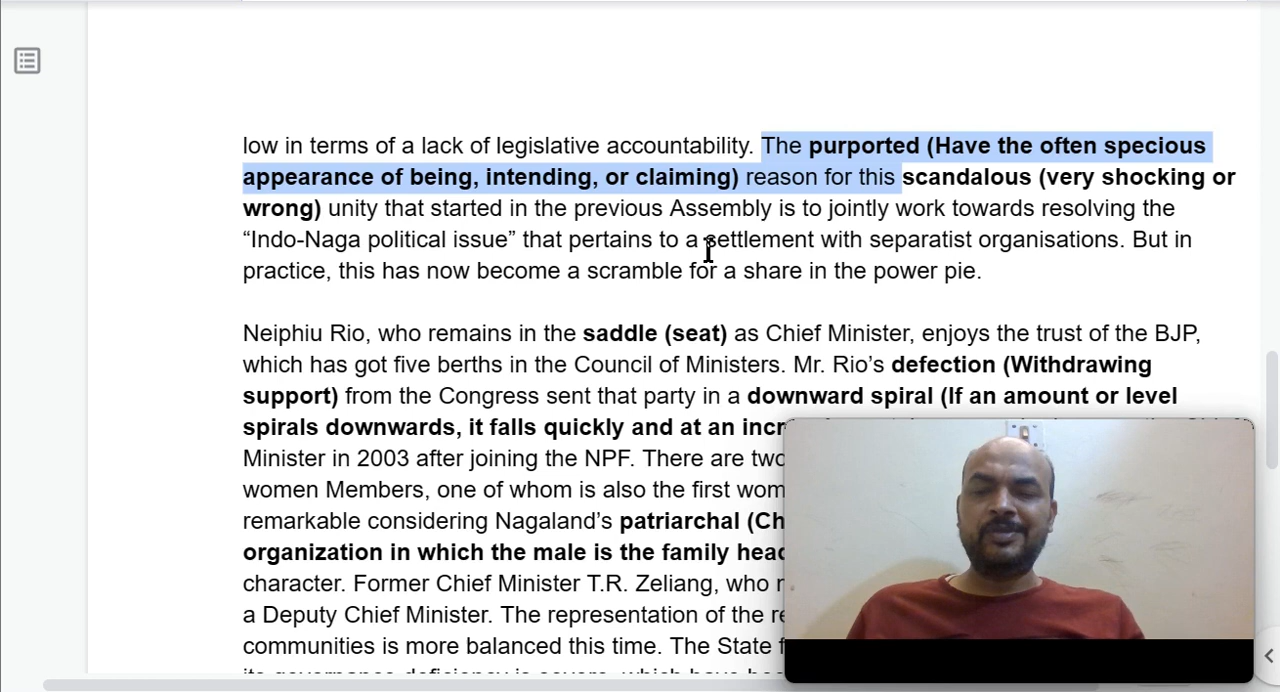 low in terms of a lack of legislative accountability. The purported (Have the often specious
appearance of being, intending, or claiming) reason for this scandalous (very shocking or
wrong) unity that started in the previous Assembly is to jointly work towards resolving the
“Indo-Naga political issue” that pertains to a settlement with separatist organisations. But in
practice, this has now become a scramble for a share in the power pie.
Neiphiu Rio, who remains in the saddle (seat) as Chief Minister, enjoys the trust of the BJP,
which has got five berths in the Council of Ministers. Mr. Rio’s defection (Withdrawing
support) from the Congress sent that party in a downward spiral (If an amount or level
spirals downwards, it falls quickly and at an
Minister in 2003 after joining the NPF. There are two
women Members, one of whom is also the first
remarkable considering Nagaland’s patriarchal
organization in which the male is the family
character. Former Chief Minister T.R. Zeliang, who
a Deputy Chief Minister. The representation of the
communities is more balanced this time. The State